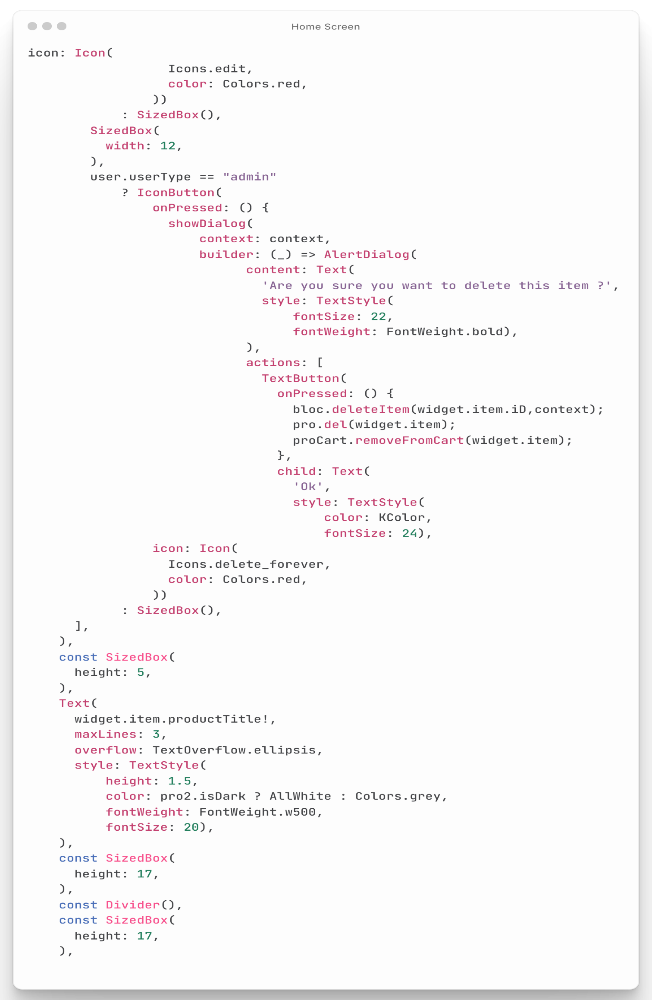 Home Screen
icon: Icon(
                  Icons.edit,
                  color: Colors.red,
                ))
            : SizedBox(),
        SizedBox(
          width: 12,
        ),
        user.userType == "admin"
            ? IconButton(
                onPressed: () {
                  showDialog(
                      context: context,
                      builder: (_) => AlertDialog(
                            content: Text(
                              'Are you sure you want to delete this item ?',
                              style: TextStyle(
                                  fontSize: 22,
                                  fontWeight: FontWeight.bold),
                            ),
                            actions: [
                              TextButton(
                                onPressed: () {
                                  bloc.deleteItem(widget.item.iD,context);
                                  pro.del(widget.item);
                                  proCart.removeFromCart(widget.item);
                                },
                                child: Text(
                                  'Ok',
                                  style: TextStyle(
                                      color: KColor,
                                      fontSize: 24),
                icon: Icon(
                  Icons.delete_forever,
                  color: Colors.red,
                ))
            : SizedBox(),
      ],
    ),
    const SizedBox(
      height: 5,
    ),
    Text(
      widget.item.productTitle!,
      maxLines: 3,
      overflow: TextOverflow.ellipsis,
      style: TextStyle(
          height: 1.5,
          color: pro2.isDark ? AllWhite : Colors.grey,
          fontWeight: FontWeight.w500,
          fontSize: 20),
    ),
    const SizedBox(
      height: 17,
    ),
    const Divider(),
    const SizedBox(
      height: 17,
    ),